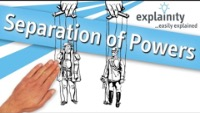 explainity
...easily explained
Separation of Powers